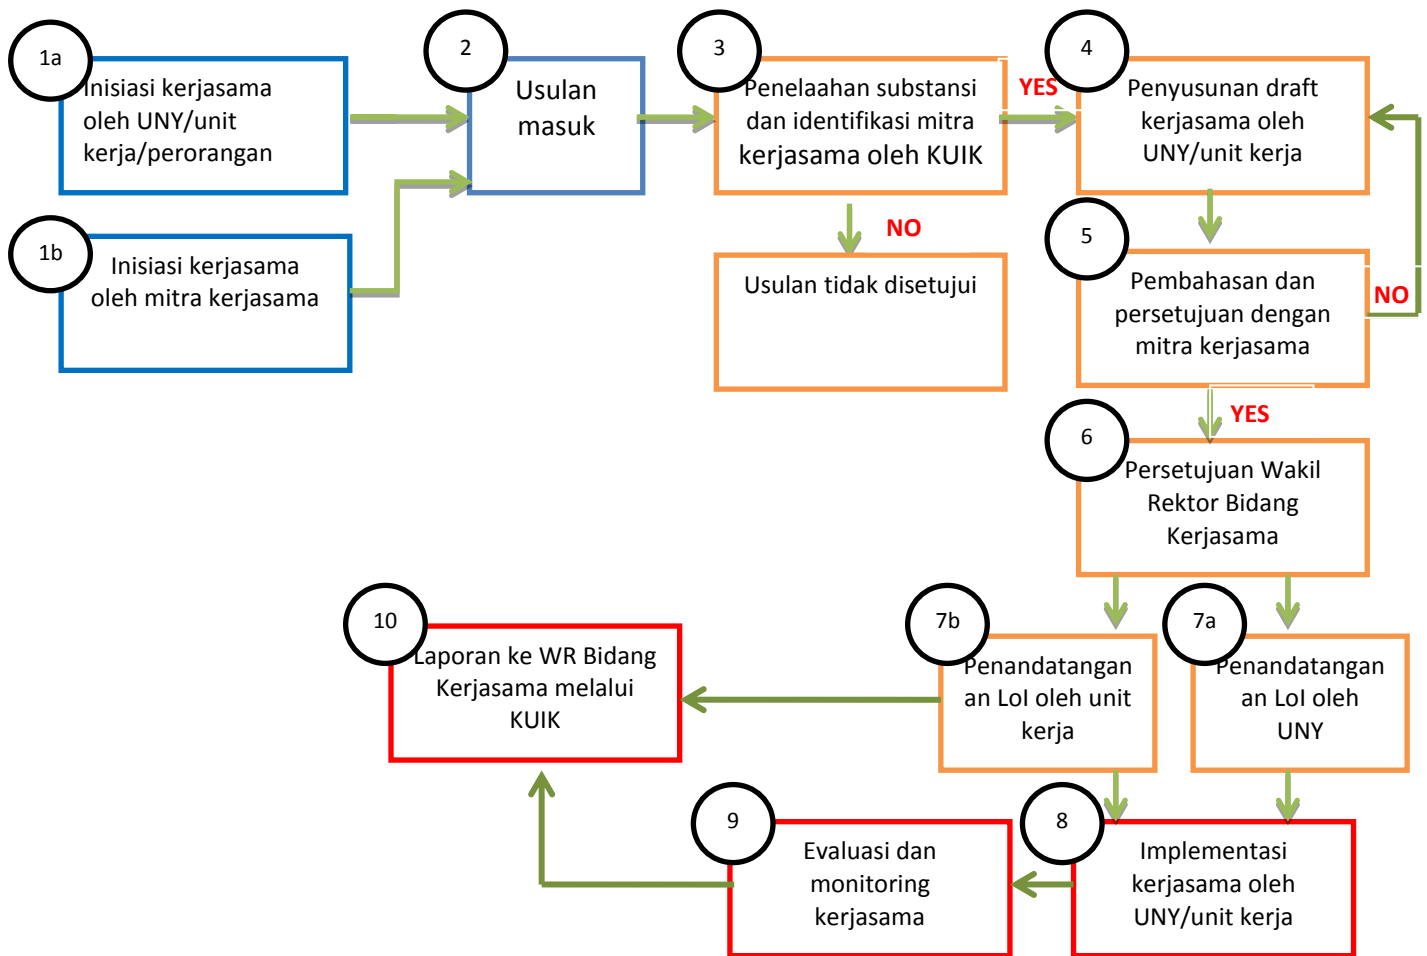 1a
Inisiasi kerjasama
oleh UNY/unit
kerja/perorangan
1b
Inisiasi kerjasama
oleh mitra kerjasama
2
Usulan
masuk
3
Penelaahan substansi
dan identifikasi mitra
kerjasama oleh KUIK
YES
NO
Usulan tidak disetujui
4
Penyusunan draft
kerjasama oleh
UNY/unit kerja
5
Pembahasan dan
persetujuan dengan
mitra kerjasama
NO
YES
6
Persetujuan Wakil
Rektor Bidang
Kerjasama
7b
Penandatangan
an LoI oleh unit
kerja
7a
Penandatangan
an LoI oleh
UNY
8
Implementasi
kerjasama oleh
UNY/unit kerja
9
Evaluasi dan
monitoring
kerjasama
10
Laporan ke WR Bidang
Kerjasama melalui
KUIK